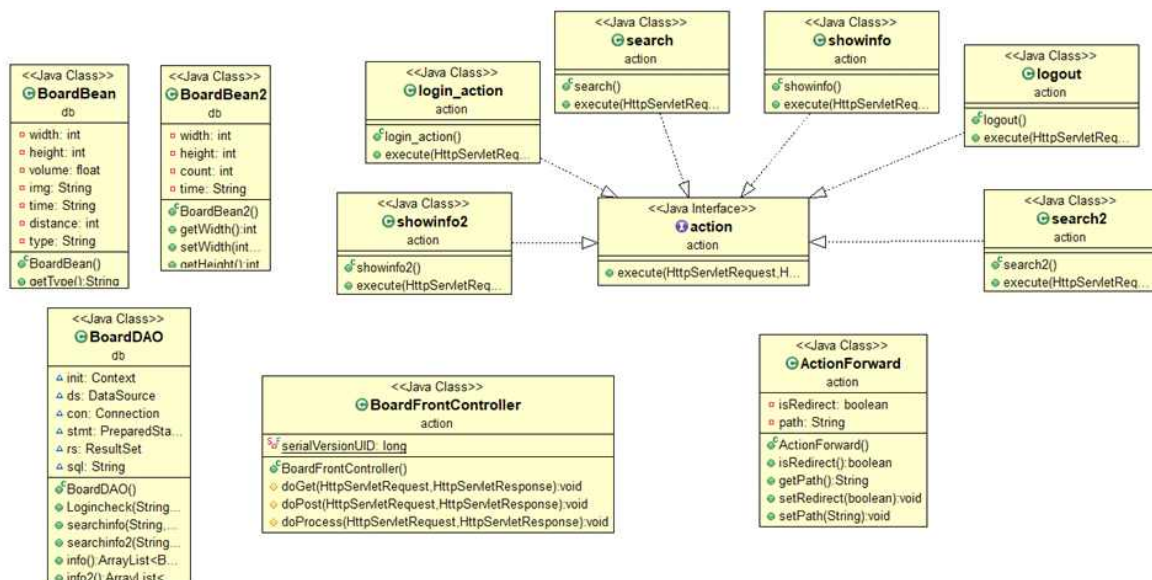 <<Java Class>>
BoardBean
db
width: int
height: int
volume: float
img: String
time: String
distance: int
type: String
BoardBean()
getType():String
<<Java Class>>
BoardBean2
db
width: int
height: int
count: int
time: String
BoardBean2()
getWidth():int
setWidth(int...
getHeight():int
<<Java Class>>
login_action
action
login_action()
execute(HttpServletReq...
<<Java Class>>
search
action
search()
execute(HttpServletReq...
<<Java Class>>
showinfo
action
showinfo()
execute(HttpServletReq...
<<Java Class>>
logout
action
logout()
execute(HttpServletReq...
<<Java Class>>
showinfo2
action
showinfo2()
execute(HttpServletReq...
<<Java Interface>>
action
action
execute(HttpServletRequest,H...
<<Java Class>>
search2
action
search2()
execute(HttpServletReq...
<<Java Class>>
BoardDAO
db
init: Context
ds: DataSource
con: Connection
stmt: PreparedSta...
rs: ResultSet
sql: String
BoardDAO()
Logincheck(String...
searchinfo(String,...
searchinfo2(String...
info():ArrayList<B...
info2():ArrayList<
<<Java Class>>
BoardFrontController
action
serialVersionUID: long
BoardFrontController()
doGet(HttpServletRequest,HttpServletResponse):void
doPost(HttpServletRequest,HttpServletResponse):void
doProcess(HttpServletRequest,HttpServletResponse):void
<<Java Class>>
ActionForward
action
isRedirect: boolean
path: String
ActionForward()
isRedirect():boolean
getPath():String
setRedirect(boolean):void
setPath(String):void